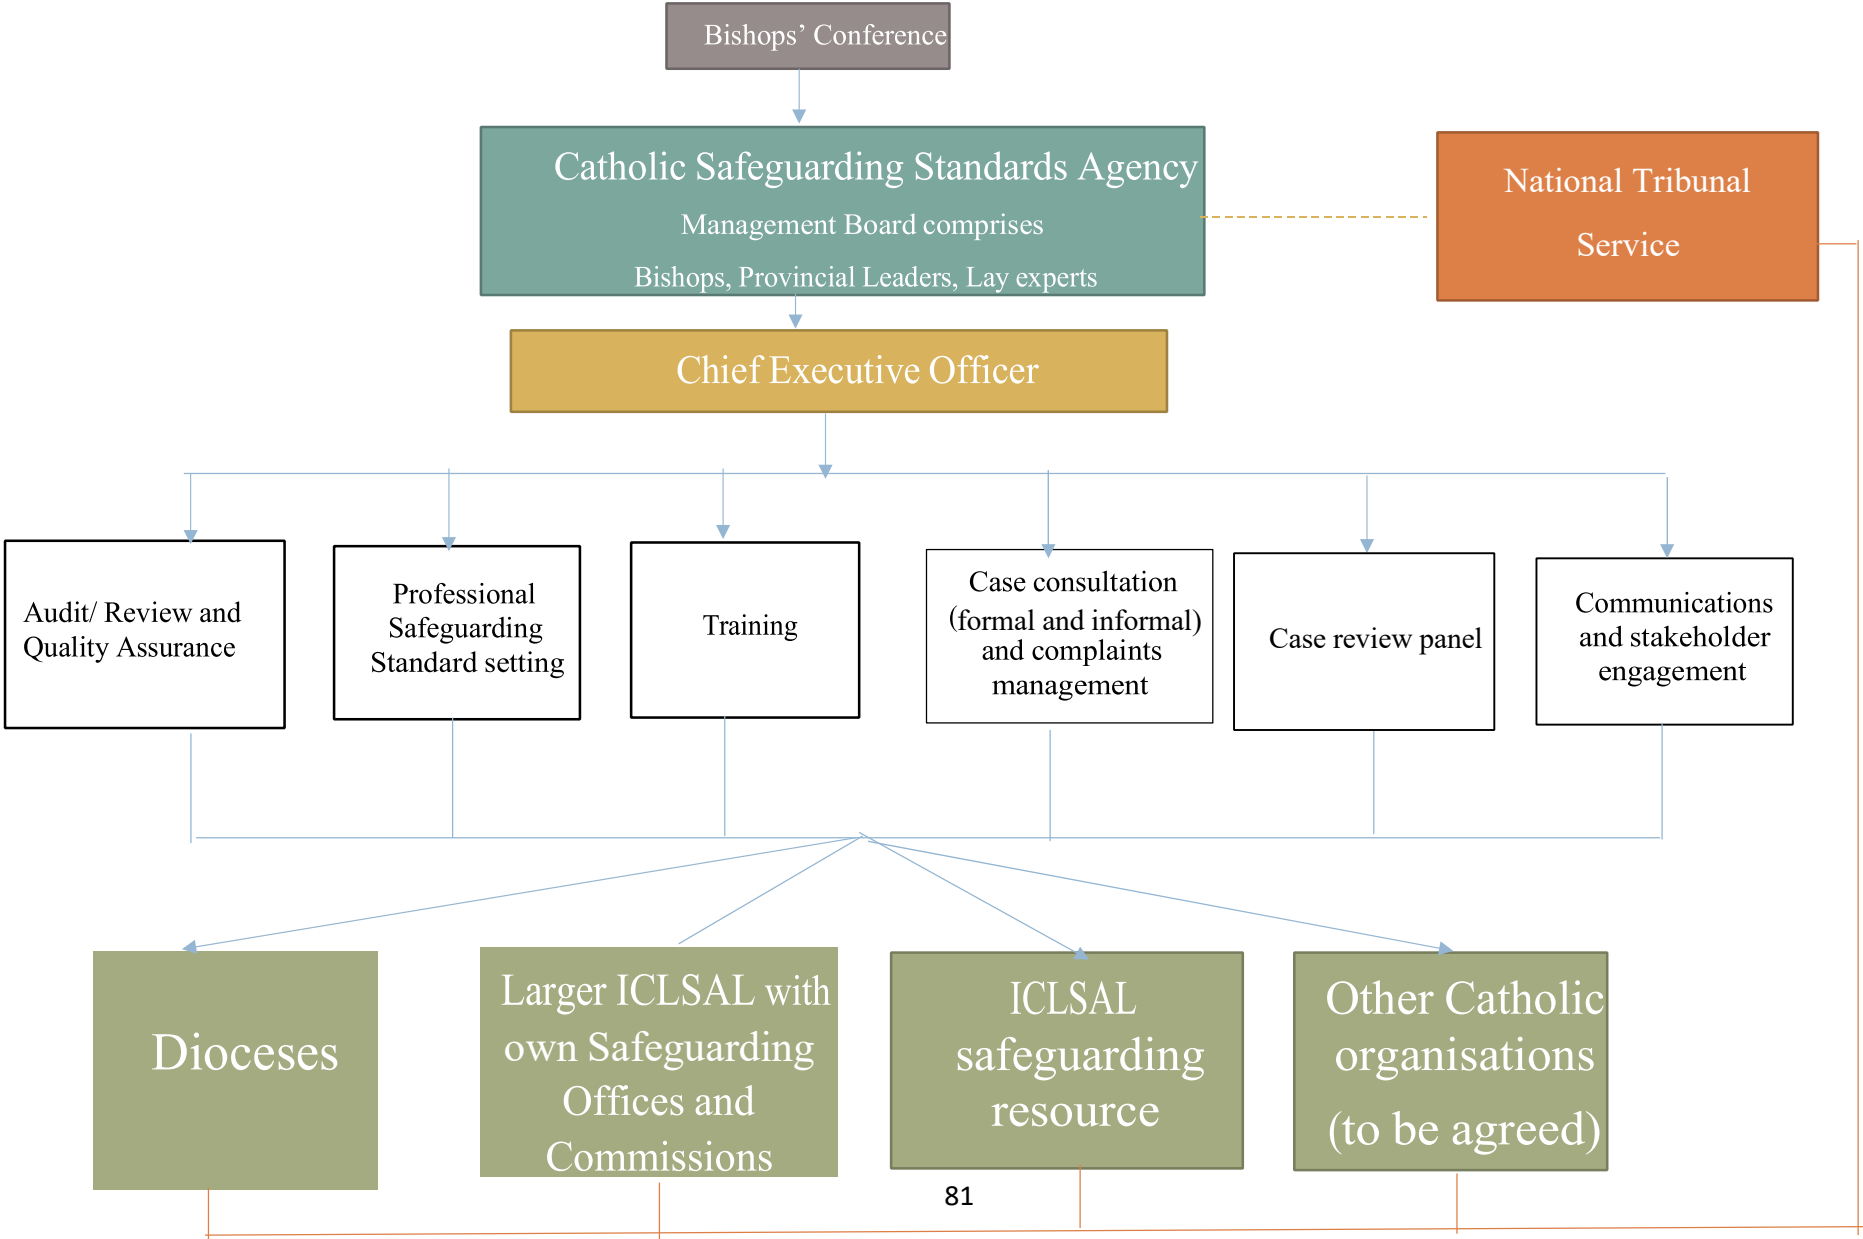 Bishops’ Conference
Catholic Safeguarding Standards Agency
Management Board comprises
Bishops, Provincial Leaders, Lay experts
National Tribunal
Service
Chief Executive Officer
Audit/ Review and
Quality Assurance
Professional
Safeguarding
Standard setting
Training
Case consultation
(formal and informal)
and complaints
management
Case review panel
Communications
and stakeholder
engagement
Dioceses
Larger ICLSAL with
own Safeguarding
Offices and
Commissions
ICLSAL
safeguarding
resource
Other Catholic
organisations
(to be agreed)
81